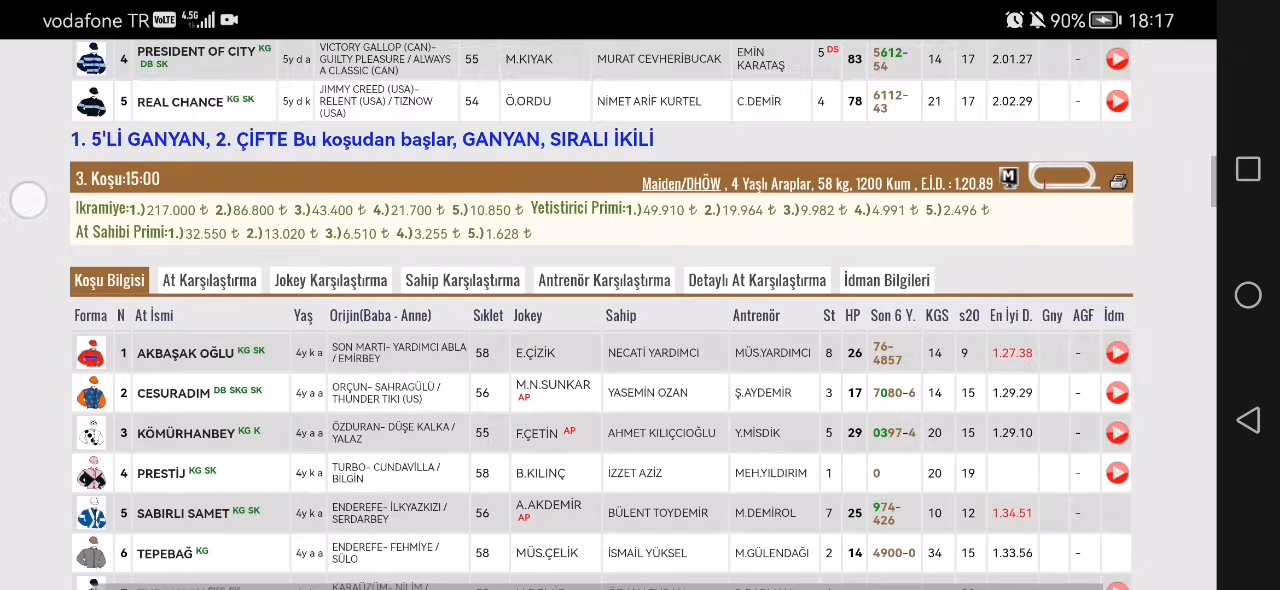 vodafone TR VoLTE 4.5G 90% 18:17
4 PRESIDENT OF CITY KG DB SK 5y d a VICTORY GALLOP (CAN)- GUILTY PLEASURE / ALWAYS A CLASSIC (CAN) 55 M.KIYAK MURAT CEVHERİBUCAK EMİN KARATAŞ 5 DS 83 5612-54 14 17 2.01.27 -
5 REAL CHANCE KG SK 5y d k JIMMY CREED (USA)- RELENT (USA) / TIZNOW (USA) 54 Ö.ORDU NİMET ARİF KURTEL C.DEMİR 4 78 6112-43 21 17 2.02.29 -
1. 5'Lİ GANYAN, 2. ÇİFTE Bu koşudan başlar, GANYAN, SIRALI İKİLİ
3. Koşu:15:00 Maiden/DHÖW , 4 Yaşlı Araplar, 58 kg, 1200 Kum , E.İ.D. : 1.20.89 M
Ikramiye:1.)217.000 ₺ 2.)86.800 ₺ 3.)43.400 ₺ 4.)21.700 ₺ 5.)10.850 ₺ Yetistirici Primi:1.)49.910 ₺ 2.)19.964 ₺ 3.)9.982 ₺ 4.)4.991 ₺ 5.)2.496 ₺
At Sahibi Primi:1.)32.550 ₺ 2.)13.020 ₺ 3.)6.510 ₺ 4.)3.255 ₺ 5.)1.628 ₺
Koşu Bilgisi At Karşılaştırma Jokey Karşılaştırma Sahip Karşılaştırma Antrenör Karşılaştırma Detaylı At Karşılaştırma İdman Bilgileri
Forma N At İsmi Yaş Orijin(Baba - Anne) Sıklet Jokey Sahip Antrenör St HP Son 6 Y. KGS s20 En İyi D. Gny AGF İdm
1 AKBAŞAK OĞLU KG SK 4y k a SON MARTI- YARDIMCI ABLA / EMİRBEY 58 E.ÇİZİK NECATİ YARDIMCI MÜS.YARDIMCI 8 26 76-4857 14 9 1.27.38 -
2 CESURADIM DB SKG SK 4y a a ORÇUN- SAHRAGÜLÜ / THUNDER TIKI (US) 56 M.N.SUNKAR AP YASEMİN OZAN Ş.AYDEMİR 3 17 7080-6 14 15 1.29.29 -
3 KÖMÜRHANBEY KG K 4y a a ÖZDURAN- DÜŞE KALKA / YALAZ 55 F.ÇETİN AP AHMET KILIÇCIOĞLU Y.MİSDİK 5 29 0397-4 20 15 1.29.10 -
4 PRESTİJ KG SK 4y k a TURBO- CUNDAVİLLA / BİLGİN 58 B.KILINÇ İZZET AZİZ MEH.YILDIRIM 1 0 20 19 -
5 SABIRLI SAMET KG SK 4y k a ENDEREFE- İLKYAZKIZI / SERDARBEY 56 A.AKDEMİR AP BÜLENT TOYDEMİR M.DEMİROL 7 25 974-426 10 12 1.34.51 -
6 TEPEBAĞ KG 4y a a ENDEREFE- FEHMİYE / SÜLO 58 MÜS.ÇELİK İSMAİL YÜKSEL M.GÜLENDAĞI 2 14 4900-0 34 15 1.33.56 -